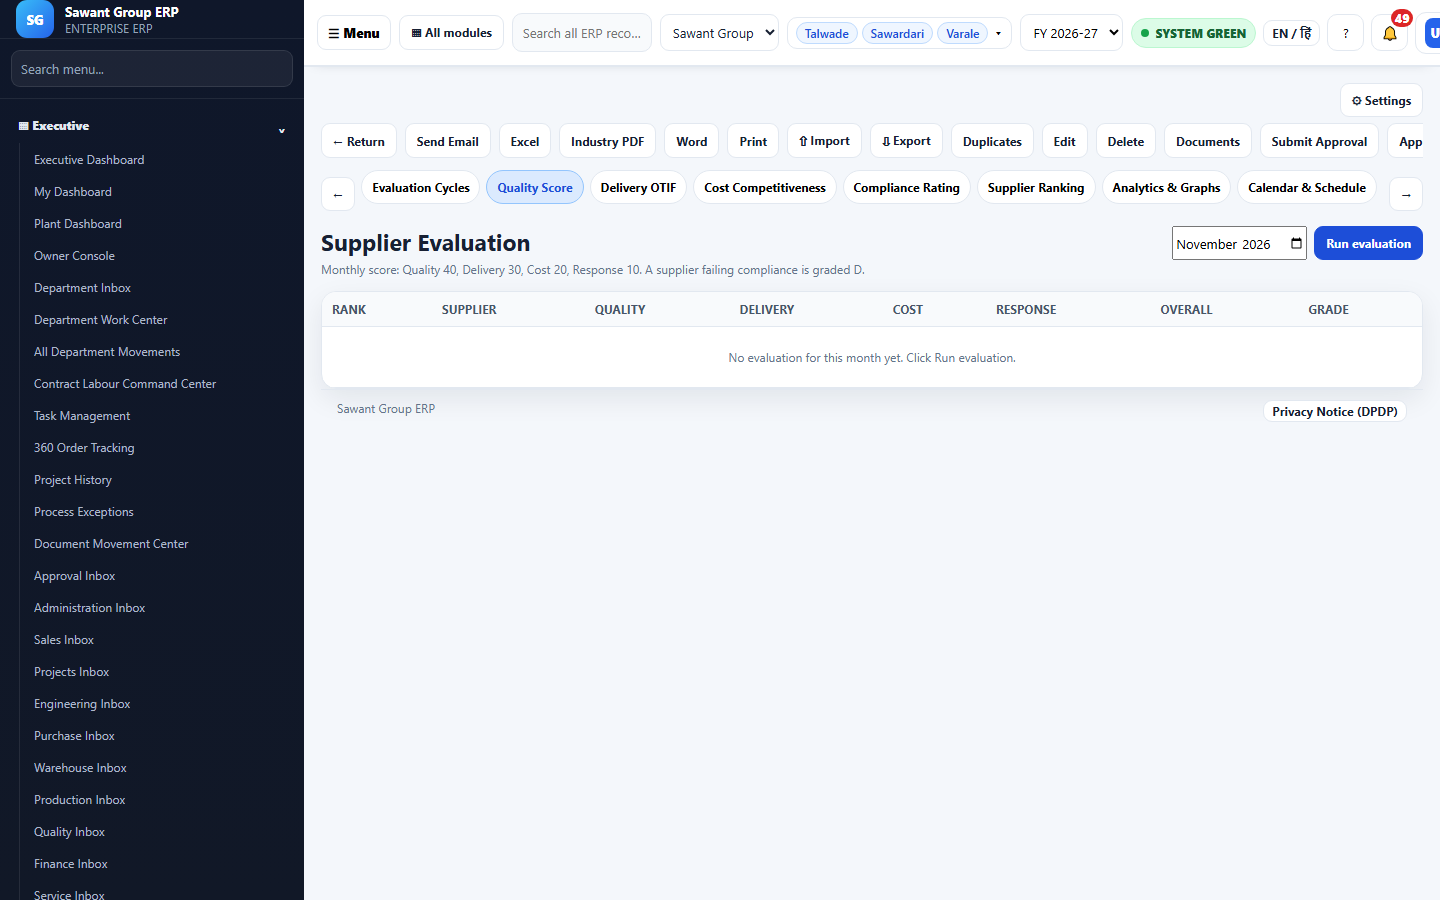 SG
Sawant Group ERP
ENTERPRISE ERP
Search menu...
Executive
Executive Dashboard
My Dashboard
Plant Dashboard
Owner Console
Department Inbox
Department Work Center
All Department Movements
Contract Labour Command Center
Task Management
360 Order Tracking
Project History
Process Exceptions
Document Movement Center
Approval Inbox
Administration Inbox
Sales Inbox
Projects Inbox
Engineering Inbox
Purchase Inbox
Warehouse Inbox
Production Inbox
Quality Inbox
Finance Inbox
Service Inbox
☰ Menu
All modules
Search all ERP reco...
Sawant Group
Talwade Sawardari Varale
FY 2026-27
SYSTEM GREEN
EN / हिं
?
49
U
⚙ Settings
← Return
Send Email
Excel
Industry PDF
Word
Print
⇧ Import
⇩ Export
Duplicates
Edit
Delete
Documents
Submit Approval
App
←
Evaluation Cycles
Quality Score
Delivery OTIF
Cost Competitiveness
Compliance Rating
Supplier Ranking
Analytics & Graphs
Calendar & Schedule
→
Supplier Evaluation
November 2026
Run evaluation
Monthly score: Quality 40, Delivery 30, Cost 20, Response 10. A supplier failing compliance is graded D.
RANK SUPPLIER QUALITY DELIVERY COST RESPONSE OVERALL GRADE
No evaluation for this month yet. Click Run evaluation.
Sawant Group ERP
Privacy Notice (DPDP)